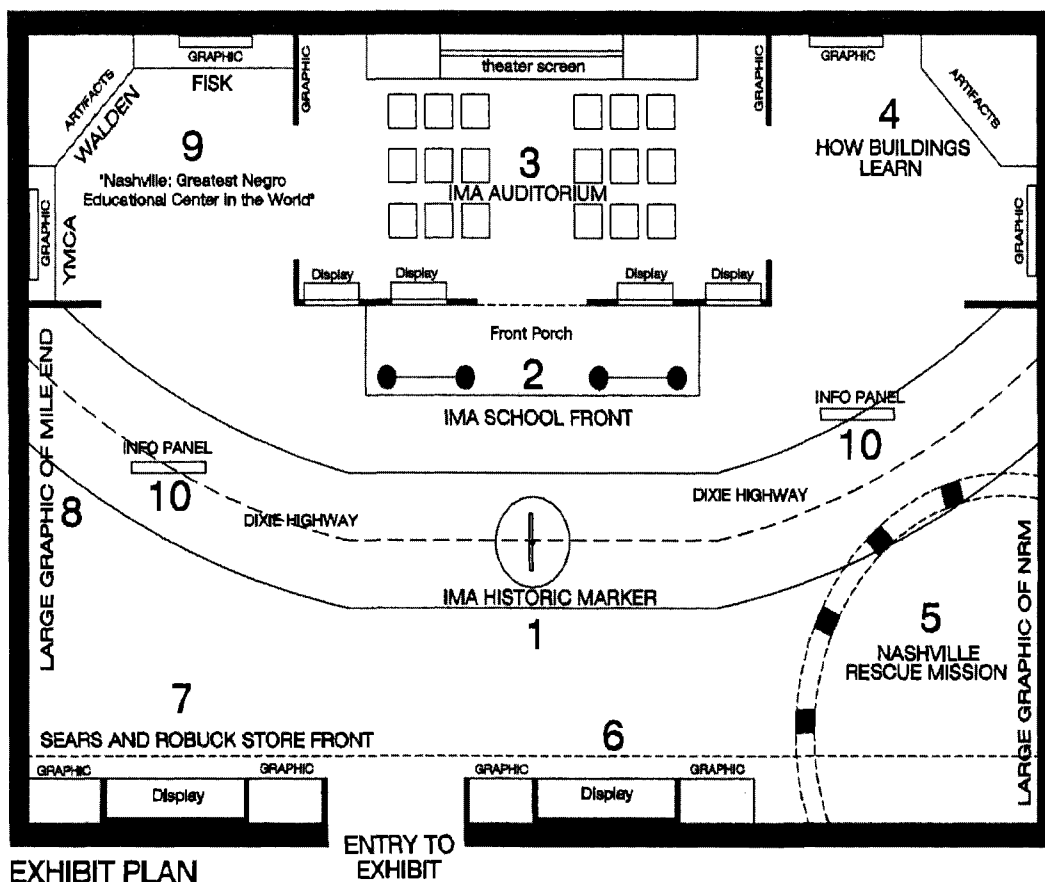 GRAPHIC
FISK
ARTIFACTS
WALDEN
9
"Nashville: Greatest Negro
Educational Center in the World"
GRAPHIC
YMCA
GRAPHIC
theater screen
3
IMA AUDITORIUM
GRAPHIC
GRAPHIC
4
HOW BUILDINGS
LEARN
ARTIFACTS
GRAPHIC
Display
Display
Display
Display
Front Porch
2
IMA SCHOOL FRONT
LARGE GRAPHIC OF MILE END
8
INFO PANEL
10
DIXIE HIGHWAY
INFO PANEL
10
DIXIE HIGHWAY
IMA HISTORIC MARKER
1
5
NASHVILLE
RESCUE MISSION
LARGE GRAPHIC OF NRM
7
SEARS AND ROBUCK STORE FRONT
6
GRAPHIC
Display
GRAPHIC
GRAPHIC
Display
GRAPHIC
ENTRY TO
EXHIBIT
EXHIBIT PLAN